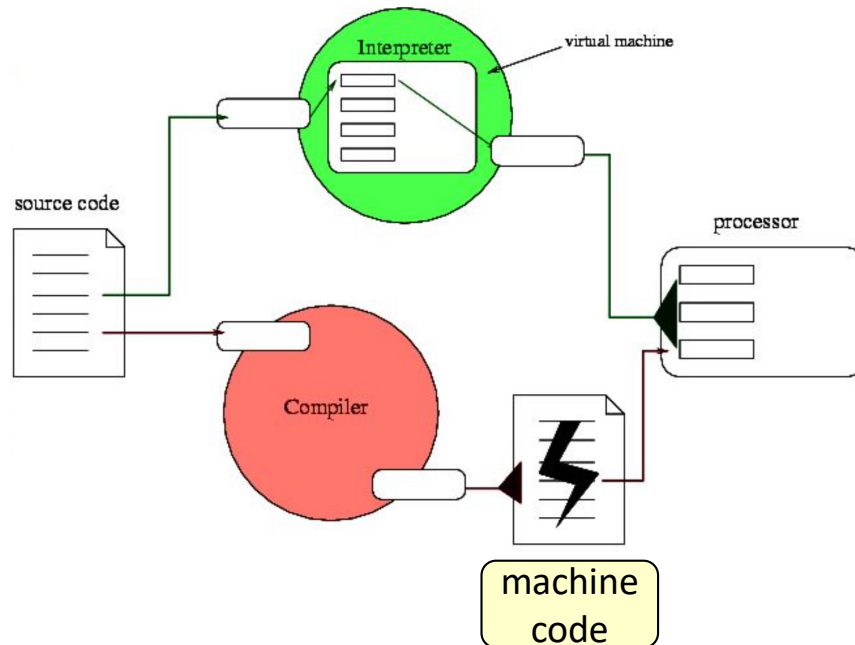 Interpreter
virtual machine
source code
processor
Compiler
machine
code